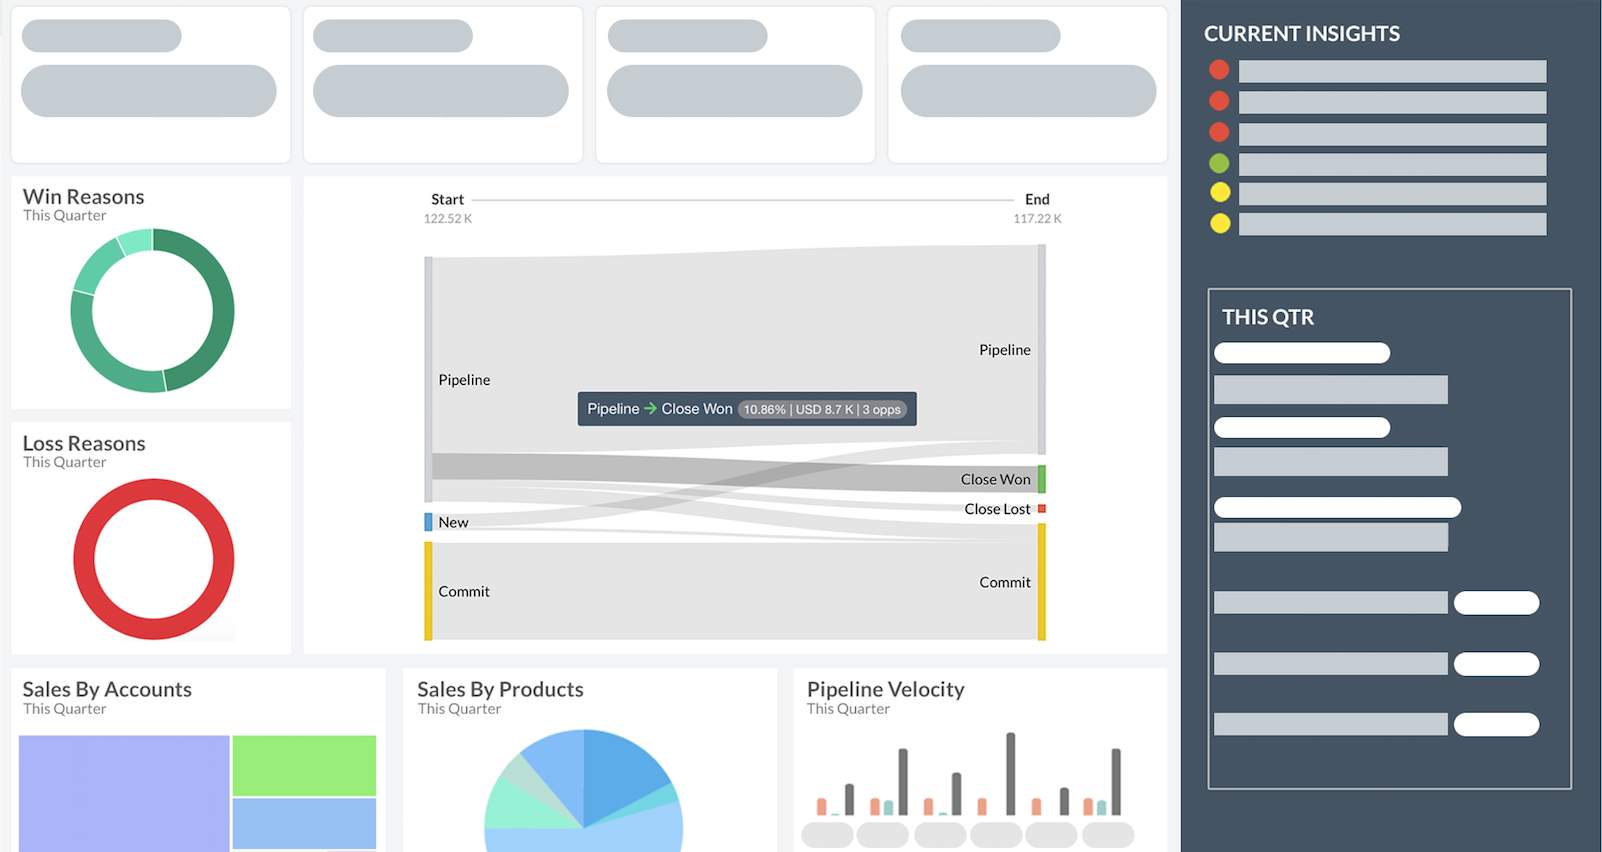 CURRENT INSIGHTS
Win Reasons
This Quarter
Start
End
122.52 K
117.22 K
Pipeline
Pipeline
Pipeline → Close Won 10.86% | USD 8.7 K | 3 opps
Loss Reasons
This Quarter
Close Won
Close Lost
New
Commit
Commit
THIS QTR
Sales By Accounts
This Quarter
Sales By Products
This Quarter
Pipeline Velocity
This Quarter